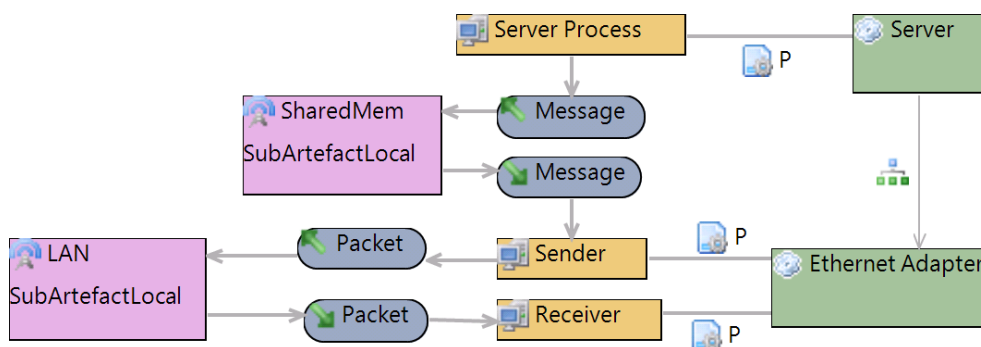 Server Process
Server
P
SharedMem
Message
SubArtefactLocal
Message
Packet
P
LAN
Sender
Ethernet Adapter
SubArtefactLocal
Packet
Receiver
P